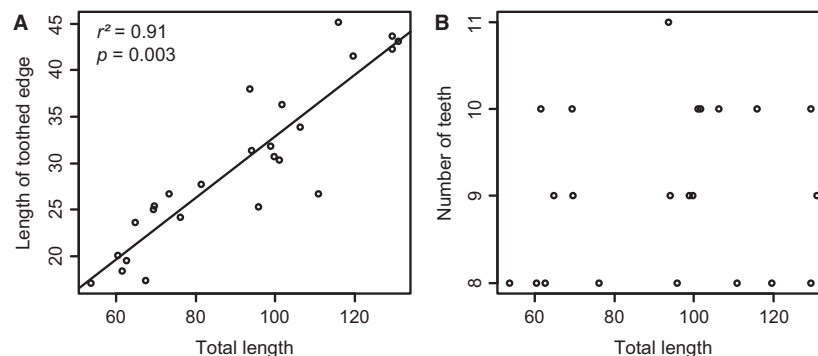 A
r² = 0.91
p = 0.003
Length of toothed edge
45
40
35
30
25
20
60 80 100 120
Total length
B
Number of teeth
11
10
9
8
60 80 100 120
Total length